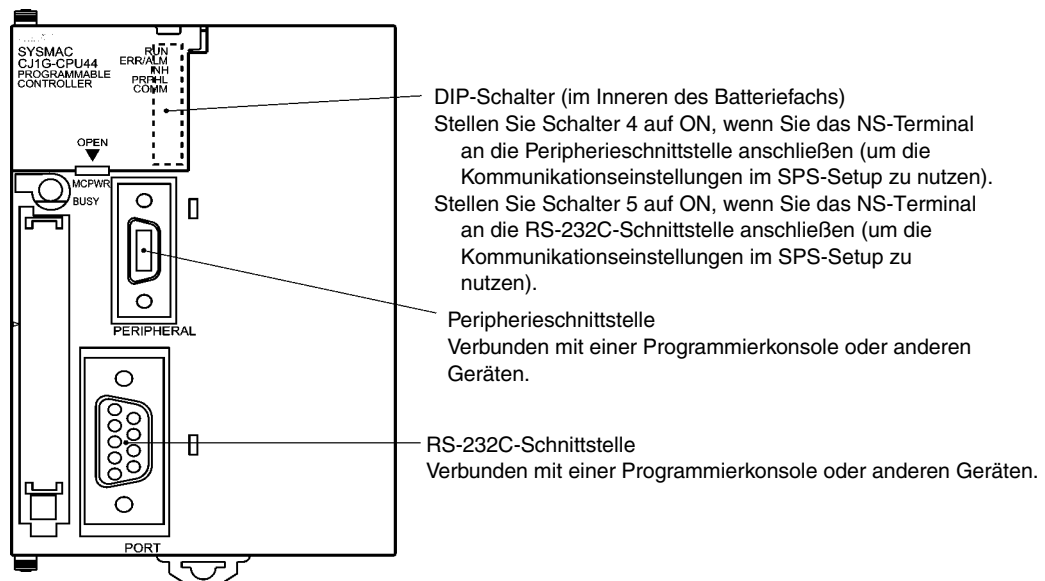 SYSMAC
CJ1G-CPU44
PROGRAMMABLE
CONTROLLER
RUN
ERR/ALM
INH
PRPHL
COMM
OPEN
MCPWR
BUSY
PERIPHERAL
PORT
DIP-Schalter (im Inneren des Batteriefachs)
Stellen Sie Schalter 4 auf ON, wenn Sie das NS-Terminal
an die Peripherieschnittstelle anschließen (um die
Kommunikationseinstellungen im SPS-Setup zu nutzen).
Stellen Sie Schalter 5 auf ON, wenn Sie das NS-Terminal
an die RS-232C-Schnittstelle anschließen (um die
Kommunikationseinstellungen im SPS-Setup zu
nutzen).
Peripherieschnittstelle
Verbunden mit einer Programmierkonsole oder anderen
Geräten.
RS-232C-Schnittstelle
Verbunden mit einer Programmierkonsole oder anderen Geräten.